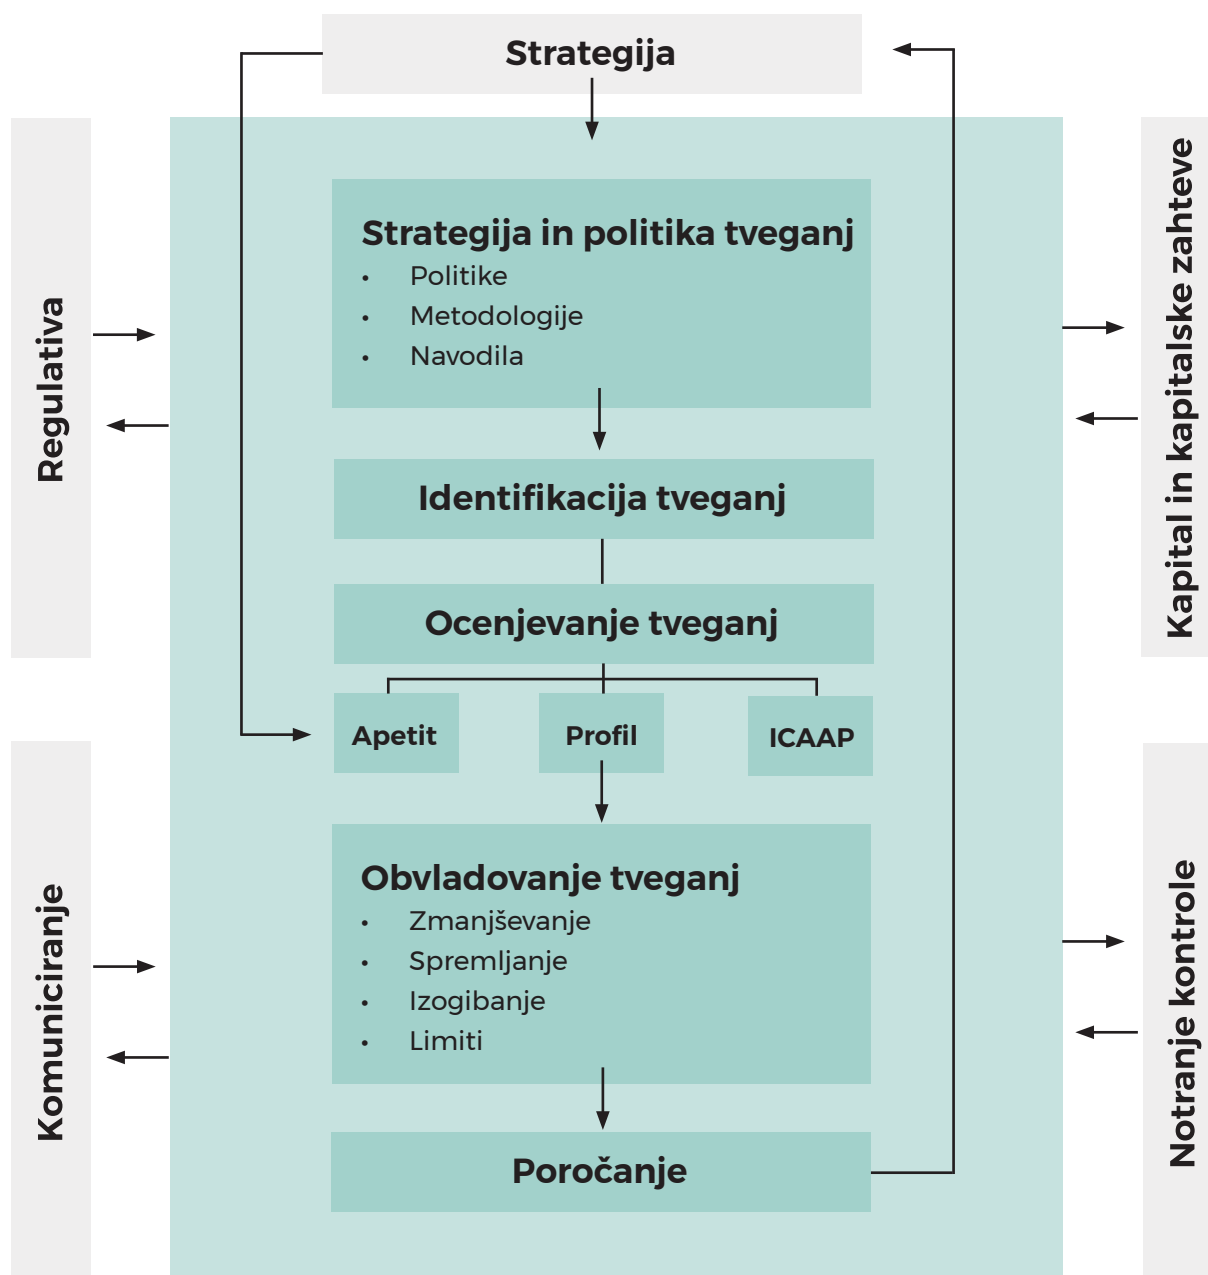 Strategija
Regulativa
Kapital in kapitalske zahteve
Strategija in politika tveganj
• Politike
• Metodologije
• Navodila
Identifikacija tveganj
Ocenjevanje tveganj
Apetit
Profil
ICAAP
Komuniciranje
Notranje kontrole
Obvladovanje tveganj
• Zmanjševanje
• Spremljanje
• Izogibanje
• Limiti
Poročanje